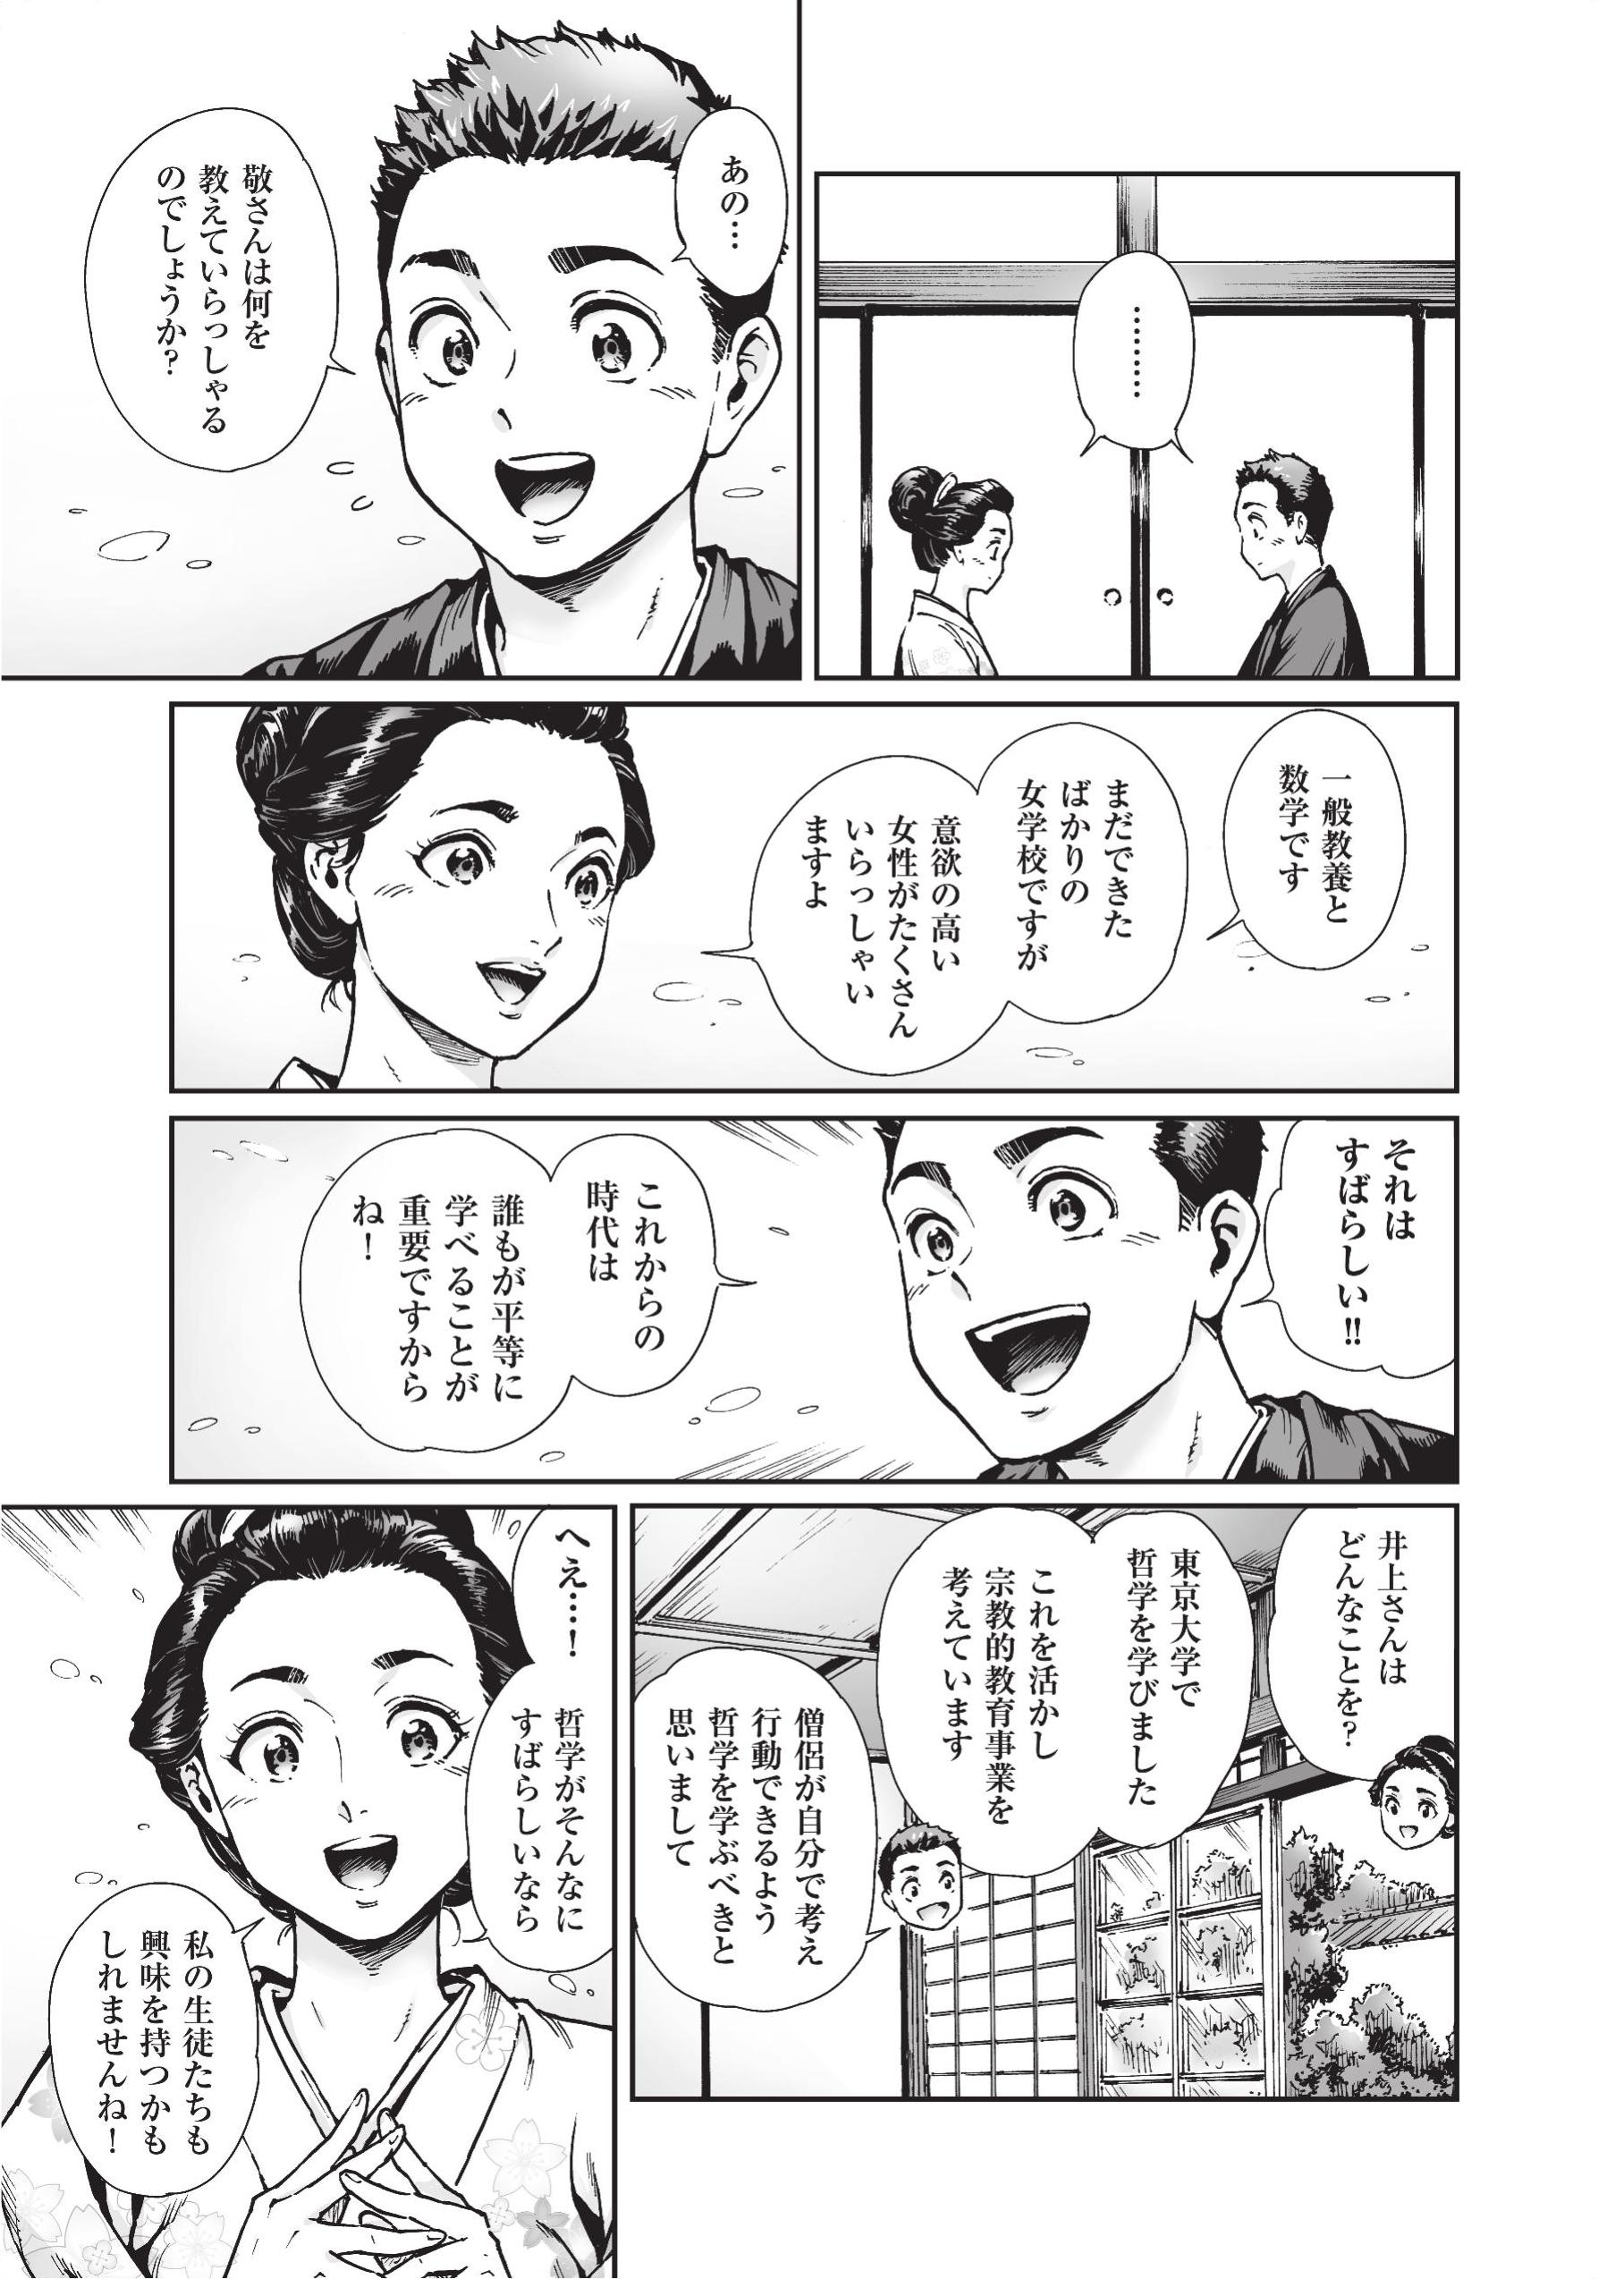 ………
あの…
敬さんは何を
教えていらっしゃる
のでしょうか？
一般教養と
数学です
まだできた
ばかりの
女学校ですが
意欲の高い
女性がたくさん
いらっしゃい
ますよ
それは
すばらしい!!
これからの
時代は
誰もが平等に
学べることが
重要ですから
ね！
井上さんは
どんなことを？
東京大学で
哲学を学びました
これを活かし
宗教的教育事業を
考えています
僧侶が自分で考え
行動できるよう
哲学を学ぶべきと
思いまして
へえ…！
哲学がそんなに
すばらしいなら
私の生徒たちも
興味を持つかも
しれませんね！